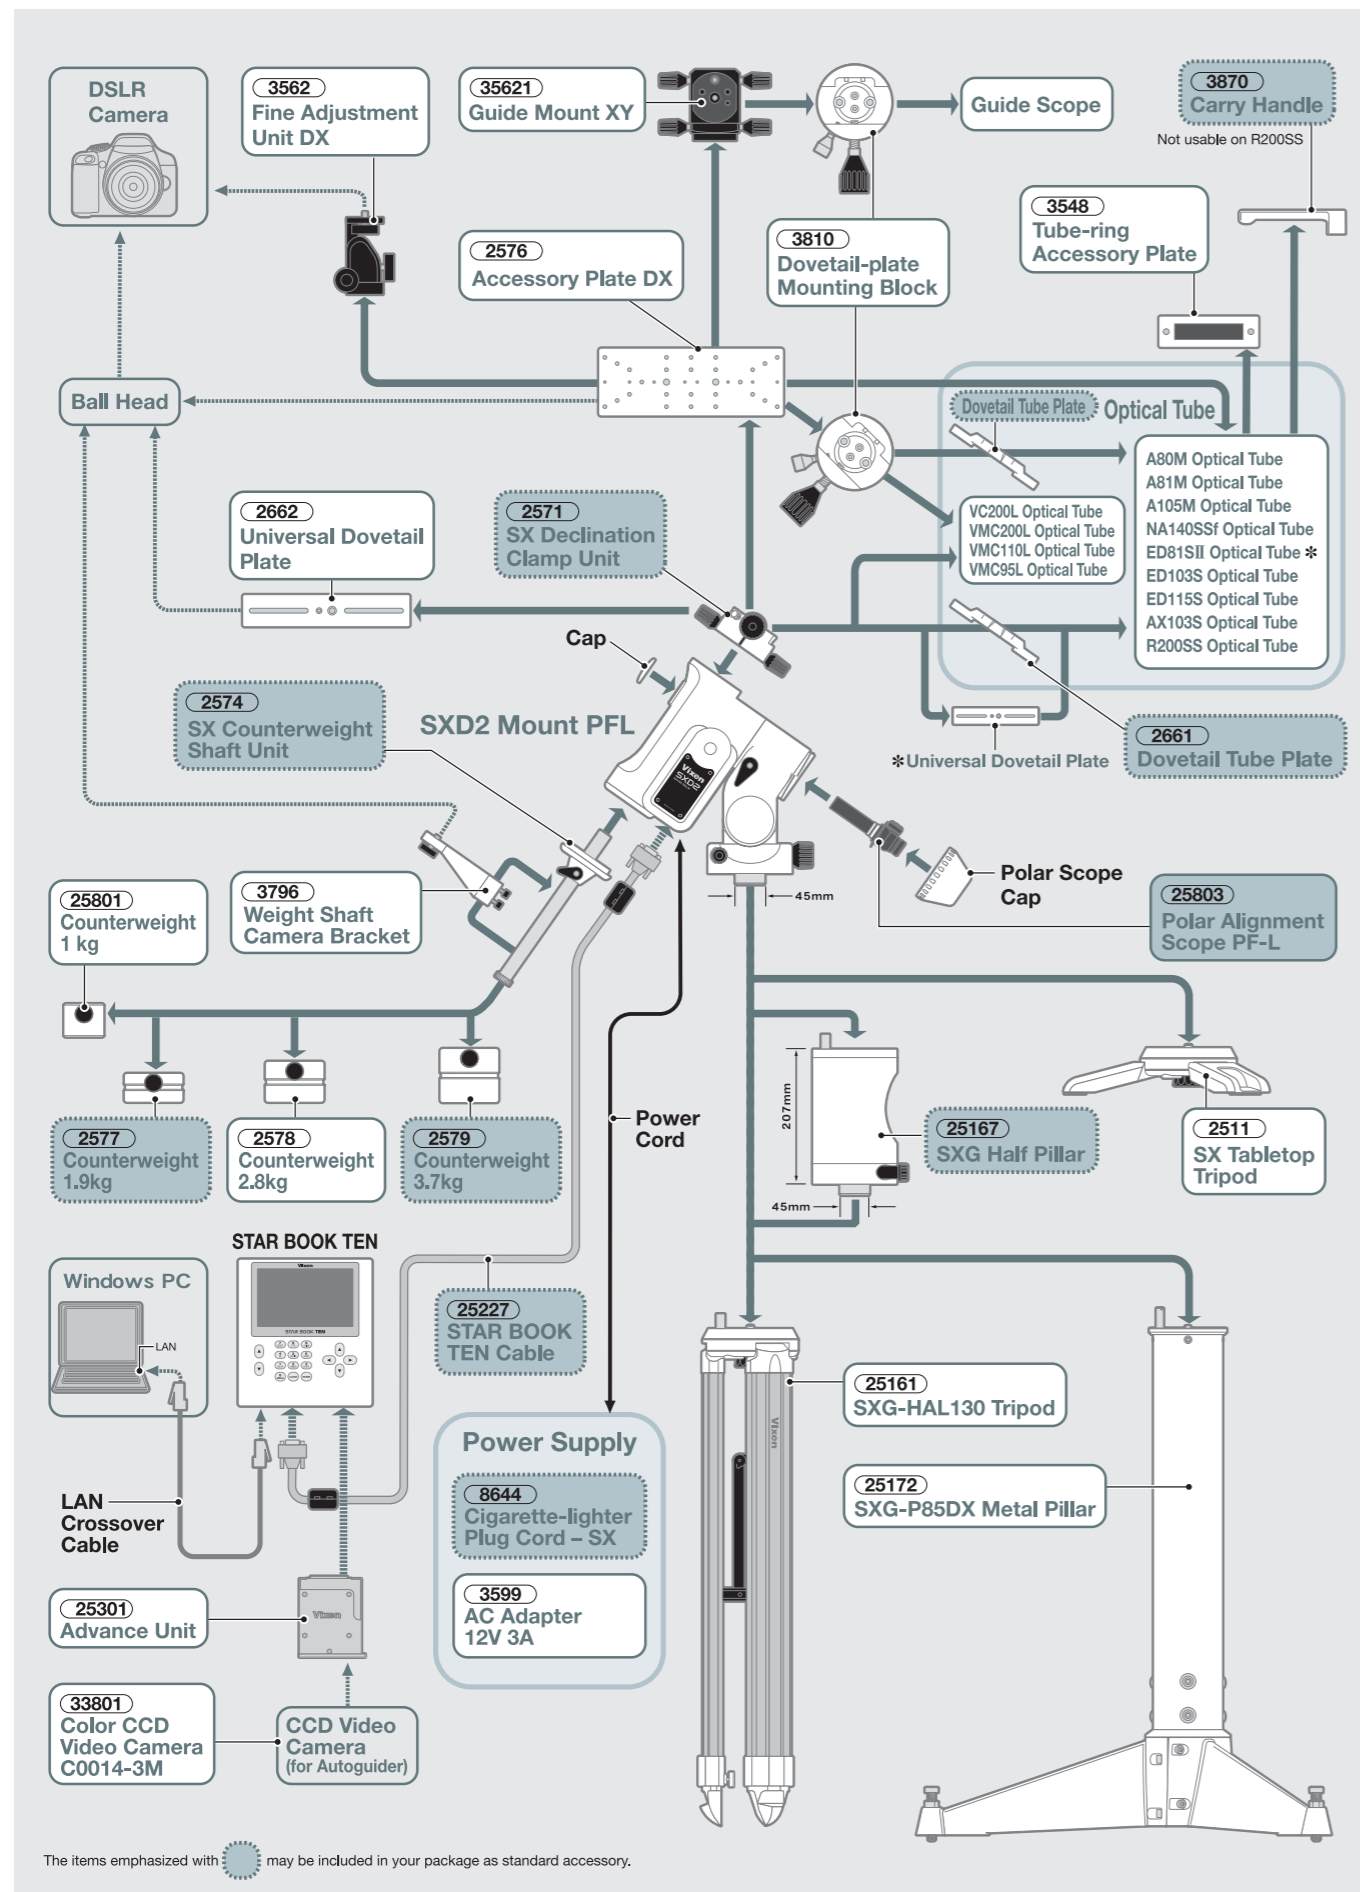 DSLR
Camera
3562
Fine Adjustment
Unit DX
35621
Guide Mount XY
Guide Scope
3870
Carry Handle
Not usable on R200SS
2576
Accessory Plate DX
3810
Dovetail-plate
Mounting Block
3548
Tube-ring
Accessory Plate
Ball Head
Dovetail Tube Plate
Optical Tube
A80M Optical Tube
A81M Optical Tube
A105M Optical Tube
NA140SSf Optical Tube
ED81SⅡ Optical Tube ✻
ED103S Optical Tube
ED115S Optical Tube
AX103S Optical Tube
R200SS Optical Tube
VC200L Optical Tube
VMC200L Optical Tube
VMC110L Optical Tube
VMC95L Optical Tube
2662
Universal Dovetail
Plate
2571
SX Declination
Clamp Unit
Cap
2574
SX Counterweight
Shaft Unit
SXD2 Mount PFL
Vixen
SXD2
✻Universal Dovetail Plate
2661
Dovetail Tube Plate
Polar Scope
Cap
45mm
25803
Polar Alignment
Scope PF-L
25801
Counterweight
1 kg
3796
Weight Shaft
Camera Bracket
2577
Counterweight
1.9kg
2578
Counterweight
2.8kg
2579
Counterweight
3.7kg
Power
Cord
207mm
45mm
25167
SXG Half Pillar
2511
SX Tabletop
Tripod
STAR BOOK TEN
Vixen
STAR BOOK TEN
Windows PC
LAN
25227
STAR BOOK
TEN Cable
LAN
Crossover
Cable
Power Supply
8644
Cigarette-lighter
Plug Cord – SX
3599
AC Adapter
12V 3A
Vixen
25161
SXG-HAL130 Tripod
25172
SXG-P85DX Metal Pillar
25301
Advance Unit
Vixen
33801
Color CCD
Video Camera
C0014-3M
CCD Video
Camera
(for Autoguider)
The items emphasized with may be included in your package as standard accessory.